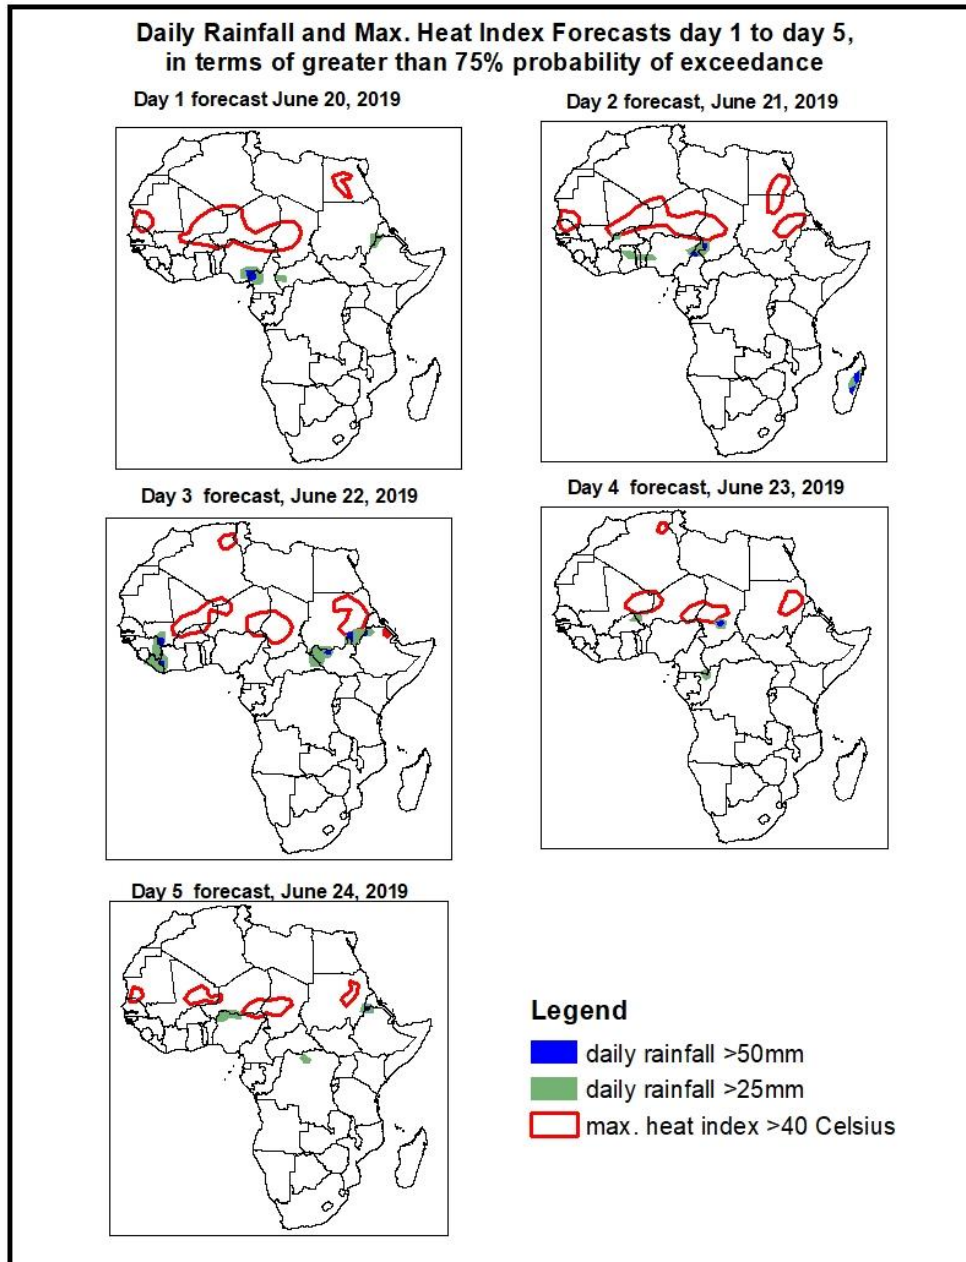 Daily Rainfall and Max. Heat Index Forecasts day 1 to day 5,
in terms of greater than 75% probability of exceedance
Day 1 forecast June 20, 2019
Day 2 forecast, June 21, 2019
Day 3 forecast, June 22, 2019
Day 4 forecast, June 23, 2019
Day 5 forecast, June 24, 2019
Legend
daily rainfall >50mm
daily rainfall >25mm
max. heat index >40 Celsius